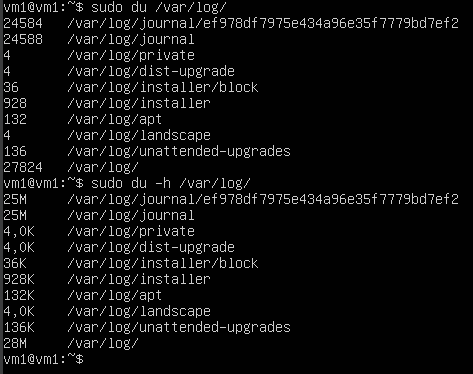 vm1@vm1:~$ sudo du /var/log/
24584 /var/log/journal/ef978df7975e434a96e35f7779bd7ef2
24588 /var/log/journal
4 /var/log/private
4 /var/log/dist-upgrade
36 /var/log/installer/block
928 /var/log/installer
132 /var/log/apt
4 /var/log/landscape
136 /var/log/unattended-upgrades
27824 /var/log/
vm1@vm1:~$ sudo du -h /var/log/
25M /var/log/journal/ef978df7975e434a96e35f7779bd7ef2
25M /var/log/journal
4,0K /var/log/private
4,0K /var/log/dist-upgrade
36K /var/log/installer/block
928K /var/log/installer
132K /var/log/apt
4,0K /var/log/landscape
136K /var/log/unattended-upgrades
28M /var/log/
vm1@vm1:~$